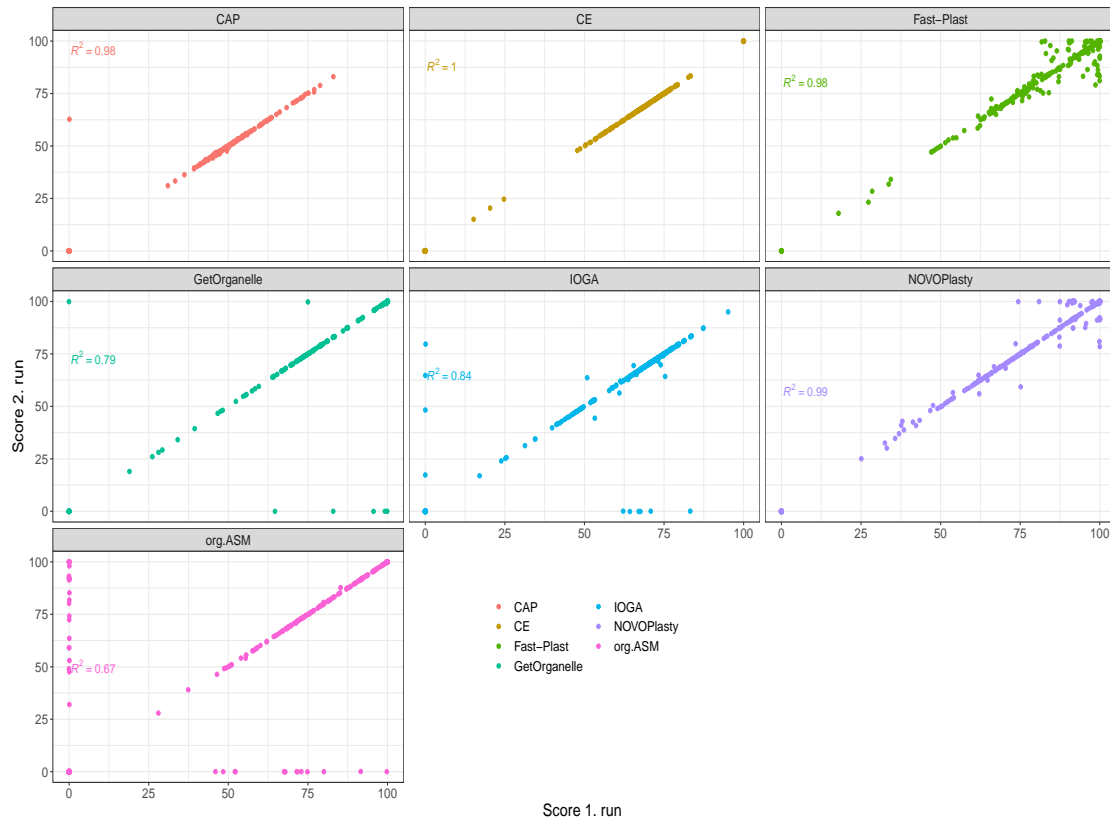 CAP
CE
Fast−Plast
100
75
50
25
0
R² = 0.98
R² = 1
R² = 0.98
GetOrganelle
IOGA
NOVOPlasty
100
75
50
25
0
R² = 0.79
R² = 0.84
R² = 0.99
Score 2. run
org.ASM
0 25 50 75 100
0 25 50 75 100
100
75
50
25
0
R² = 0.67
0 25 50 75 100
CAP
CE
Fast−Plast
GetOrganelle
IOGA
NOVOPlasty
org.ASM
Score 1. run